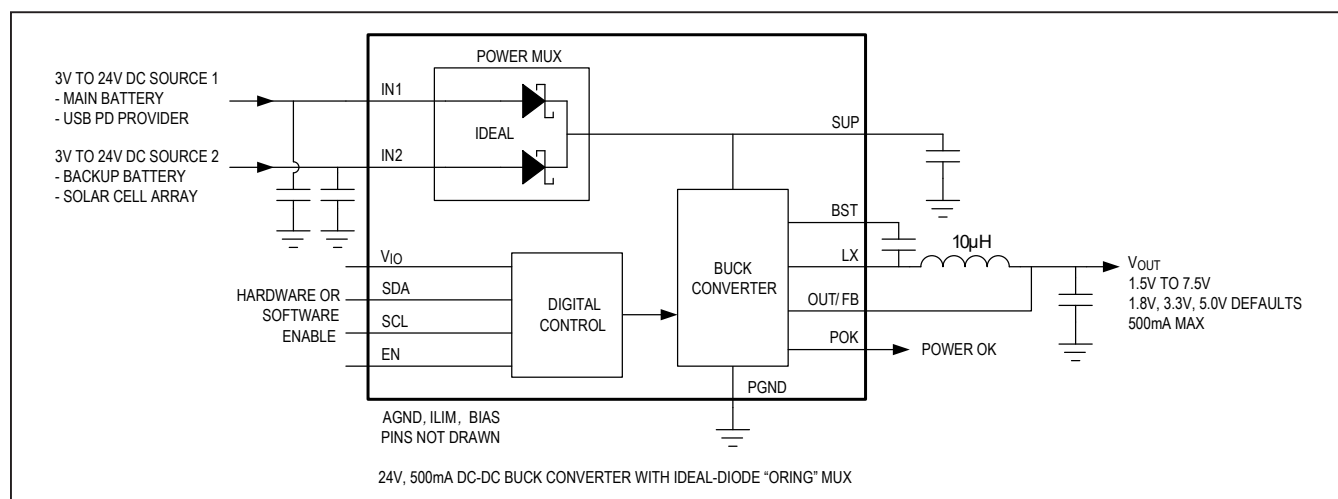 POWER MUX
3V TO 24V DC SOURCE 1
- MAIN BATTERY
- USB PD PROVIDER
IN1
IDEAL
SUP
3V TO 24V DC SOURCE 2
- BACKUP BATTERY
- SOLAR CELL ARRAY
IN2
BST
10µH
LX
BUCK
CONVERTER
VOUT
1.5V TO 7.5V
1.8V, 3.3V, 5.0V DEFAULTS
500mA MAX
OUT/FB
POK
POWER OK
PGND
VIO
SDA
SCL
EN
HARDWARE OR
SOFTWARE
ENABLE
DIGITAL
CONTROL
AGND, ILIM, BIAS
PINS NOT DRAWN
24V, 500mA DC-DC BUCK CONVERTER WITH IDEAL-DIODE “ORING” MUX